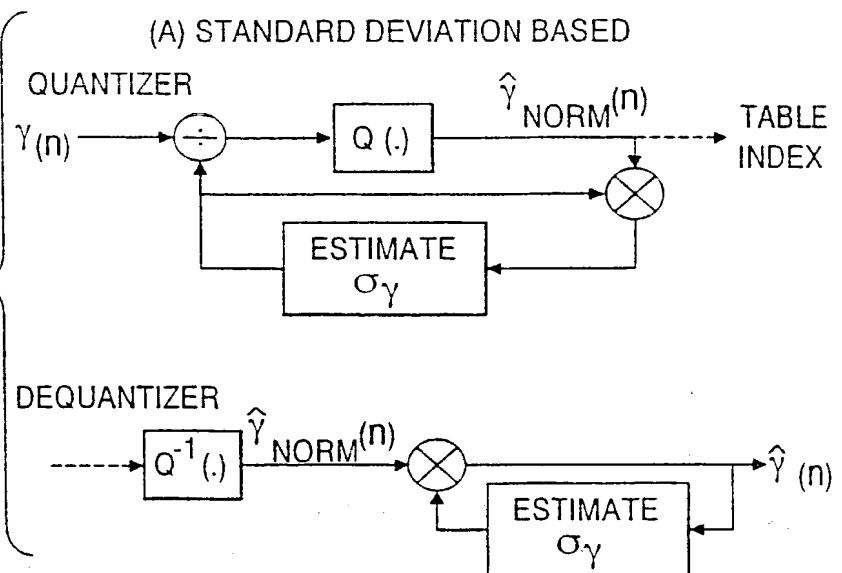 (A) STANDARD DEVIATION BASED
QUANTIZER
γ(n)
÷
Q (.)
γ̂ NORM(n)
TABLE
INDEX
ESTIMATE
σγ
DEQUANTIZER
Q⁻¹ (.)
γ̂ NORM(n)
γ̂ (n)
ESTIMATE
σγ